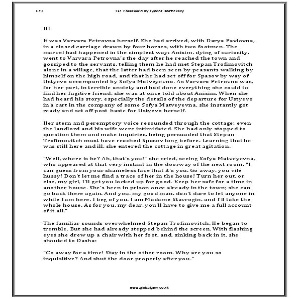 III
It was Varvara Petrovna herself. She had arrived, with Darya Pavlovna,
in a closed carriage drawn by four horses, with two footmen. The
marvel had happened in the simplest way: Anisim, dying of curiosity,
went to Varvara Petrovna's the day after he reached the town and
gossiped to the servants, telling them he had met Stepan Trofimovitch
alone in a village, that the latter had been seen by peasants walking by
himself on the high road, and that he had set off for Spasov by way of
Ustyevo accompanied by Sofya Matveyevna. As Varvara Petrovna was,
for her part, in terrible anxiety and had done everything she could to
find her fugitive friend, she was at once told about Anisim. When she
had heard his story, especially the details of the departure for Ustyevo
in a cart in the company of some Sofya Matveyevna, she instantly got
ready and set off post-haste for Ustyevo herself.
Her stern and peremptory voice resounded through the cottage; even
the landlord and his wife were intimidated. She had only stopped to
question them and make inquiries, being persuaded that Stepan
Trofimovitch must have reached Spasov long before. Learning that he
was still here and ill, she entered the cottage in great agitation.
"Well, where is he? Ah, that's you!" she cried, seeing Sofya Matveyevna,
who appeared at that very instant in the doorway of the next room. "I
can guess from your shameless face that it's you. Go away, you vile
hussy! Don't let me find a trace of her in the house! Turn her out, or
else, my girl, I'll get you locked up for good. Keep her safe for a time in
another house. She's been in prison once already in the town; she can
go back there again. And you, my good man, don't dare to let anyone in
while I am here, I beg of you. I am Madame Stavrogin, and I'll take the
whole house. As for you, my dear, you'll have to give me a full account
of it all."
The familiar sounds overwhelmed Stepan Trofimovitch. He began to
tremble. But she had already stepped behind the screen. With flashing
eyes she drew up a chair with her foot, and, sinking back in it, she
shouted to Dasha:
"Go away for a time! Stay in the other room. Why are you so
inquisitive? And shut the door properly after you."